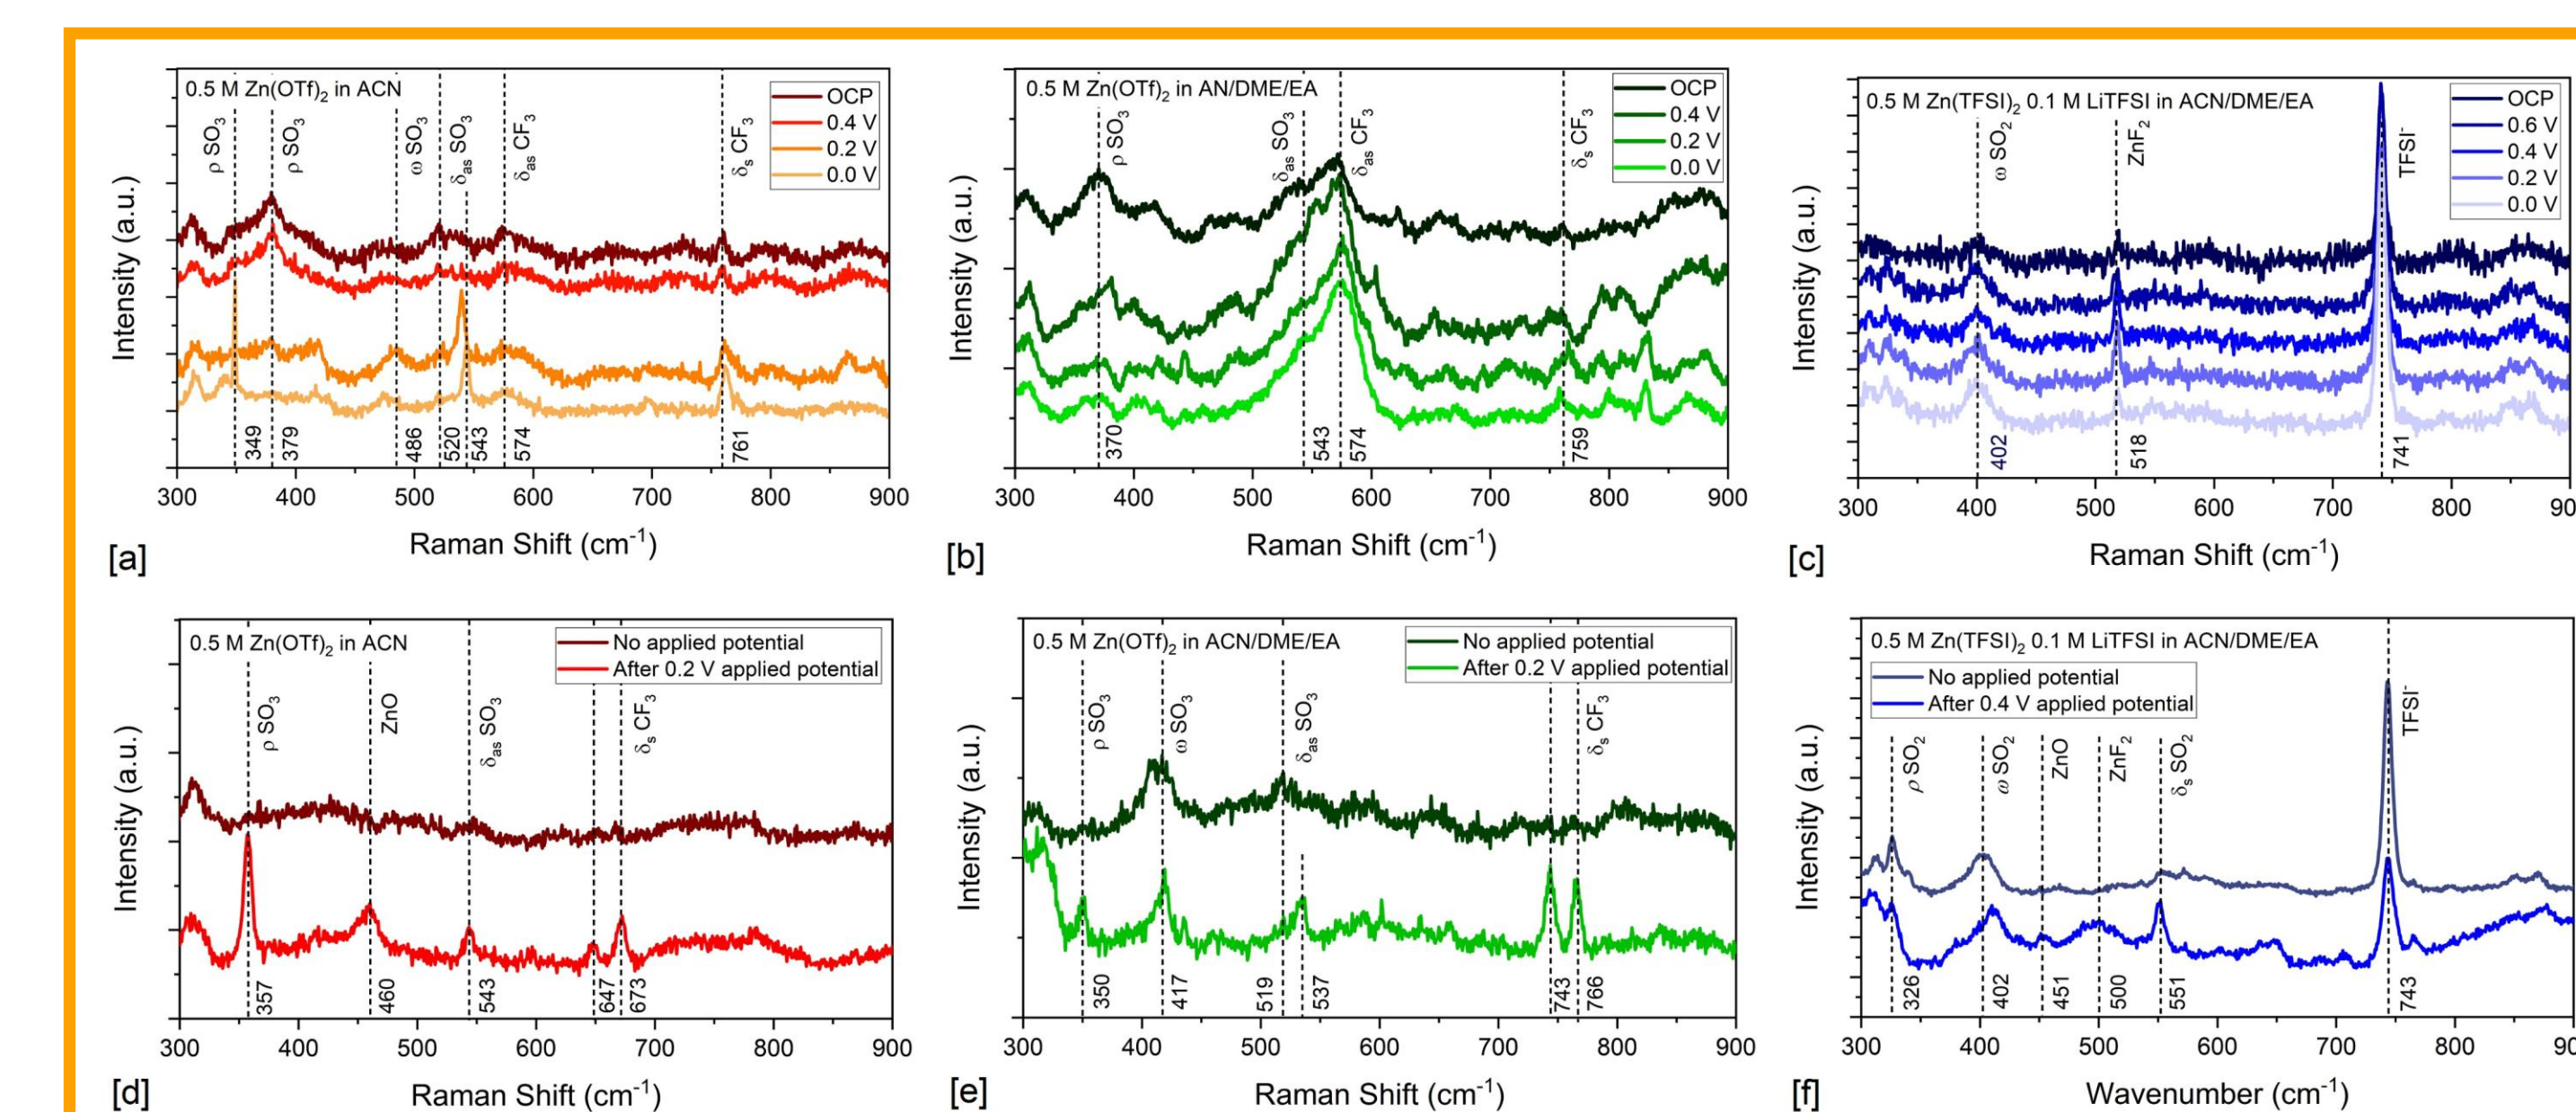 0.5 M Zn(OTf)2 in ACN
OCP
0.4 V
0.2 V
0.0 V
ρ SO3
ρ SO3
ω SO3
δas SO3
δas CF3
δs CF3
349
379
486
520
543
574
761
300 400 500 600 700 800 900
Intensity (a.u.)
Raman Shift (cm-1)
[a]
0.5 M Zn(OTf)2 in AN/DME/EA
OCP
0.4 V
0.2 V
0.0 V
ρ SO3
δas SO3
δas CF3
δs CF3
370
543
574
759
300 400 500 600 700 800 900
Intensity (a.u.)
Raman Shift (cm-1)
[b]
0.5 M Zn(TFSI)2 0.1 M LiTFSI in ACN/DME/EA
OCP
0.6 V
0.4 V
0.2 V
0.0 V
ω SO2
ZnF2
TFSI-
402
518
741
300 400 500 600 700 800 90
Intensity (a.u.)
Raman Shift (cm-1)
[c]
0.5 M Zn(OTf)2 in ACN
No applied potential
After 0.2 V applied potential
ρ SO3
ZnO
δas SO3
δs CF3
357
460
543
647
673
300 400 500 600 700 800 900
Intensity (a.u.)
Raman Shift (cm-1)
[d]
0.5 M Zn(OTf)2 in ACN/DME/EA
No applied potential
After 0.2 V applied potential
ρ SO3
ω SO3
δas SO3
δs CF3
350
417
519
537
743
766
300 400 500 600 700 800 900
Intensity (a.u.)
Raman Shift (cm-1)
[e]
0.5 M Zn(TFSI)2 0.1 M LiTFSI in ACN/DME/EA
No applied potential
After 0.4 V applied potential
ρ SO2
ω SO2
ZnO
ZnF2
δs SO2
TFSI-
326
402
451
500
551
743
300 400 500 600 700 800 90
Intensity (a.u.)
Wavenumber (cm-1)
[f]